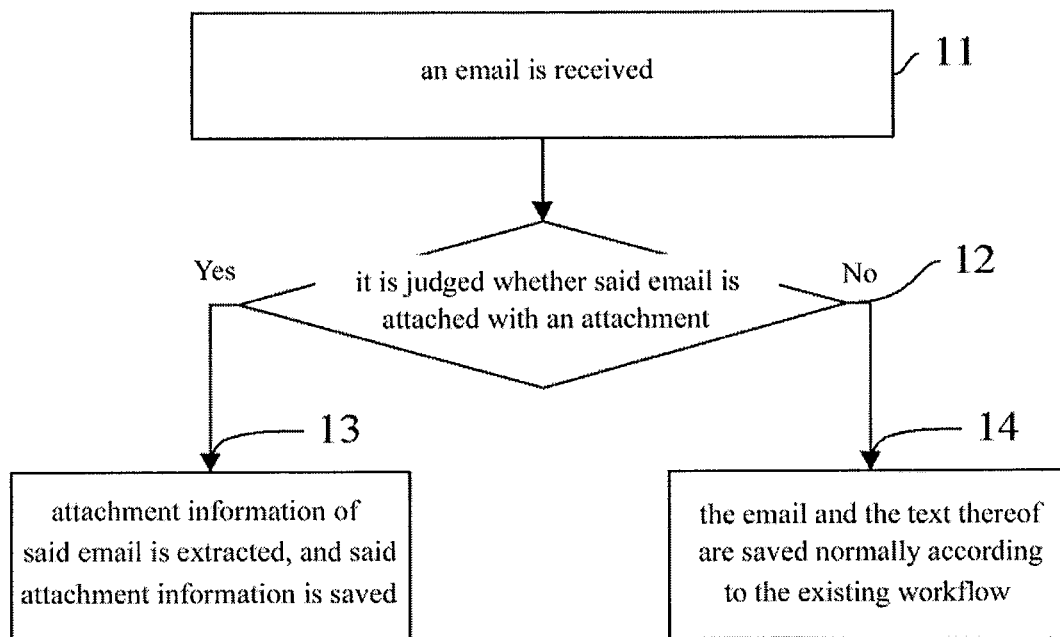 an email is received
11
Yes
it is judged whether said email is
attached with an attachment
No
12
13
14
attachment information of
said email is extracted, and said
attachment information is saved
the email and the text thereof
are saved normally according
to the existing workflow